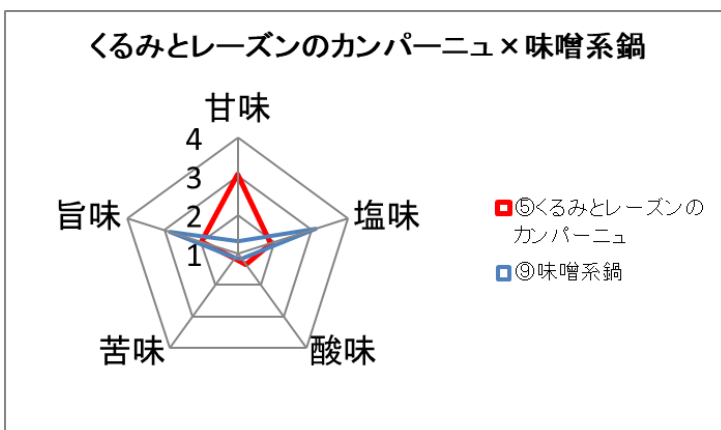 くるみとレーズンのカンパーニュ×味噌系鍋
甘味
4
3
2
1
旨味
塩味
苦味
酸味
⑤くるみとレーズンの
カンパーニュ
⑨味噌系鍋